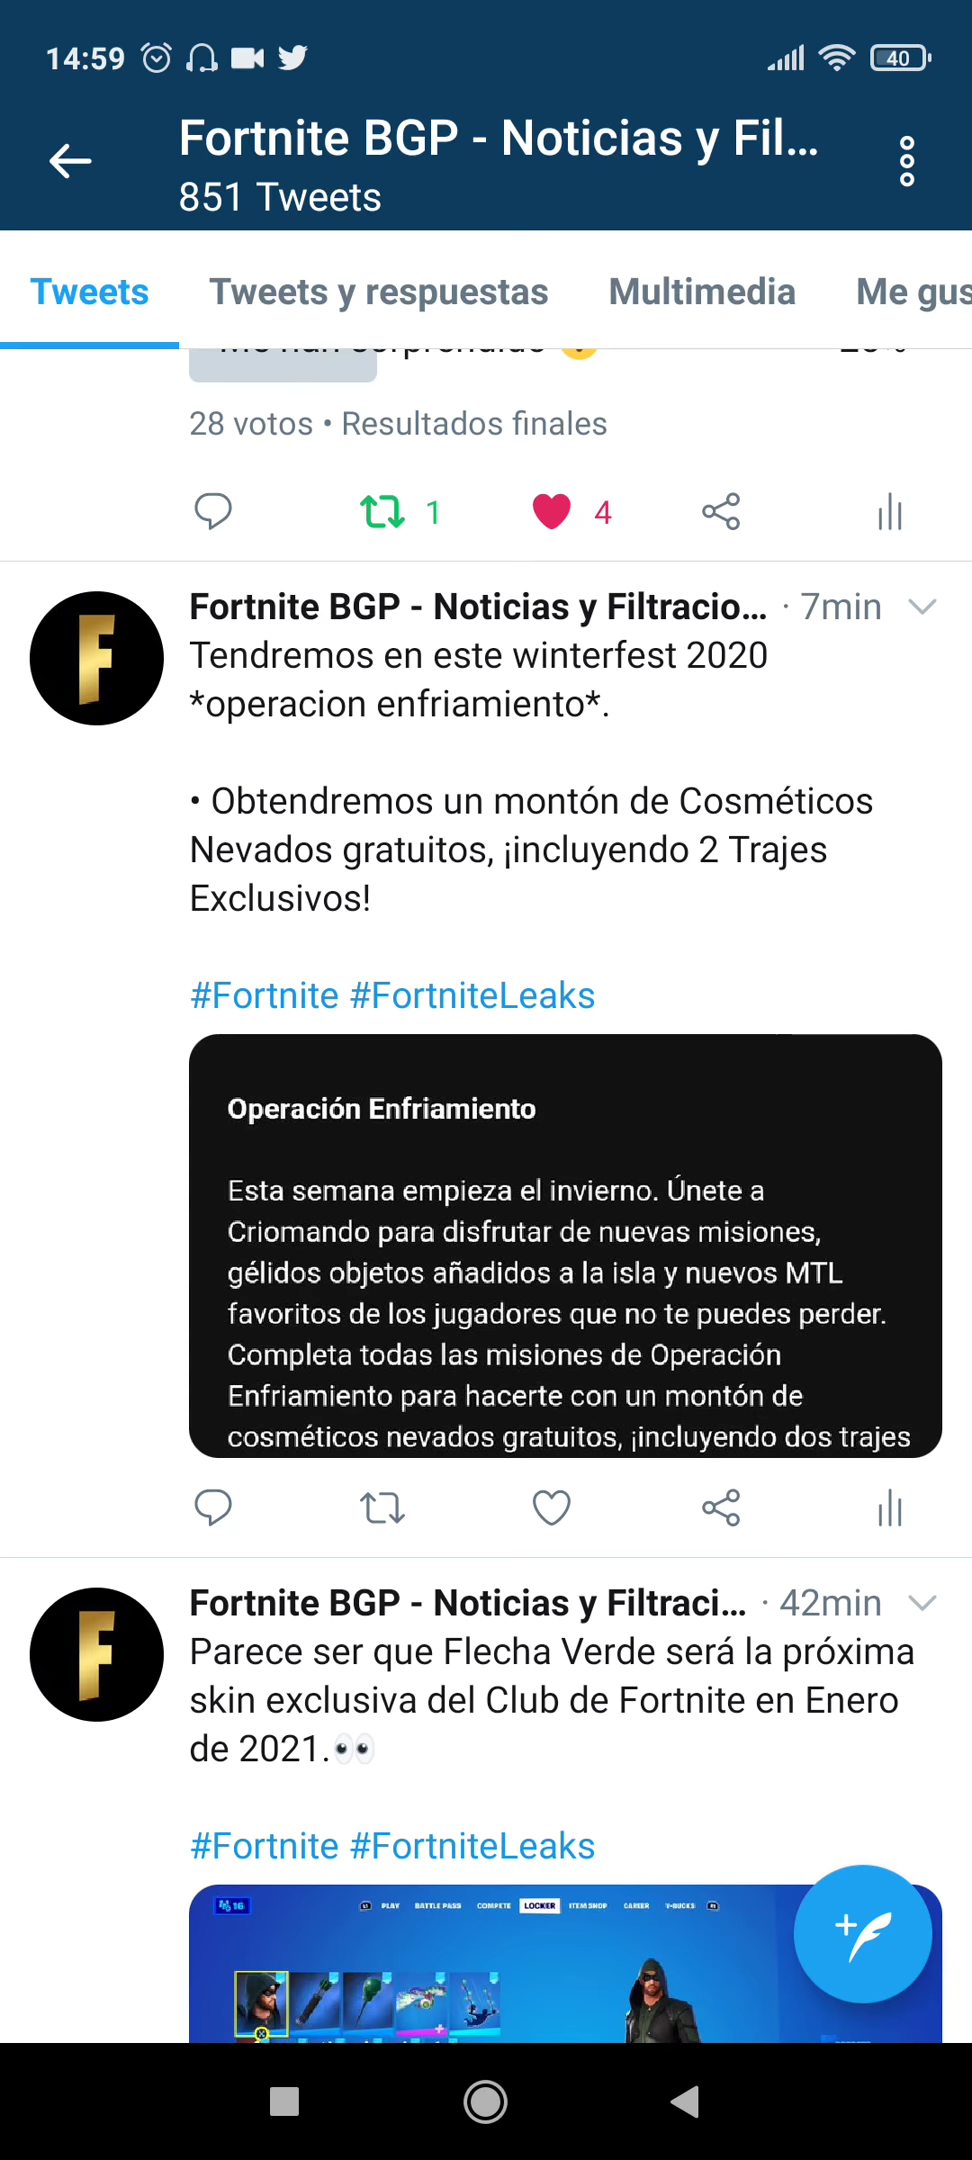 14:59
40
Fortnite BGP - Noticias y Fil...
851 Tweets
Tweets Tweets y respuestas Multimedia Me gus
28 votos • Resultados finales
1 4
Fortnite BGP - Noticias y Filtracio... · 7min
Tendremos en este winterfest 2020
*operacion enfriamiento*.
• Obtendremos un montón de Cosméticos
Nevados gratuitos, ¡incluyendo 2 Trajes
Exclusivos!
#Fortnite #FortniteLeaks
Operación Enfriamiento
Esta semana empieza el invierno. Únete a
Criomando para disfrutar de nuevas misiones,
gélidos objetos añadidos a la isla y nuevos MTL
favoritos de los jugadores que no te puedes perder.
Completa todas las misiones de Operación
Enfriamiento para hacerte con un montón de
cosméticos nevados gratuitos, ¡incluyendo dos trajes
Fortnite BGP - Noticias y Filtraci... · 42min
Parece ser que Flecha Verde será la próxima
skin exclusiva del Club de Fortnite en Enero
de 2021.👀
#Fortnite #FortniteLeaks
16 PLAY BATTLE PASS COMPETE LOCKER ITEM SHOP CAREER V-BUCKS